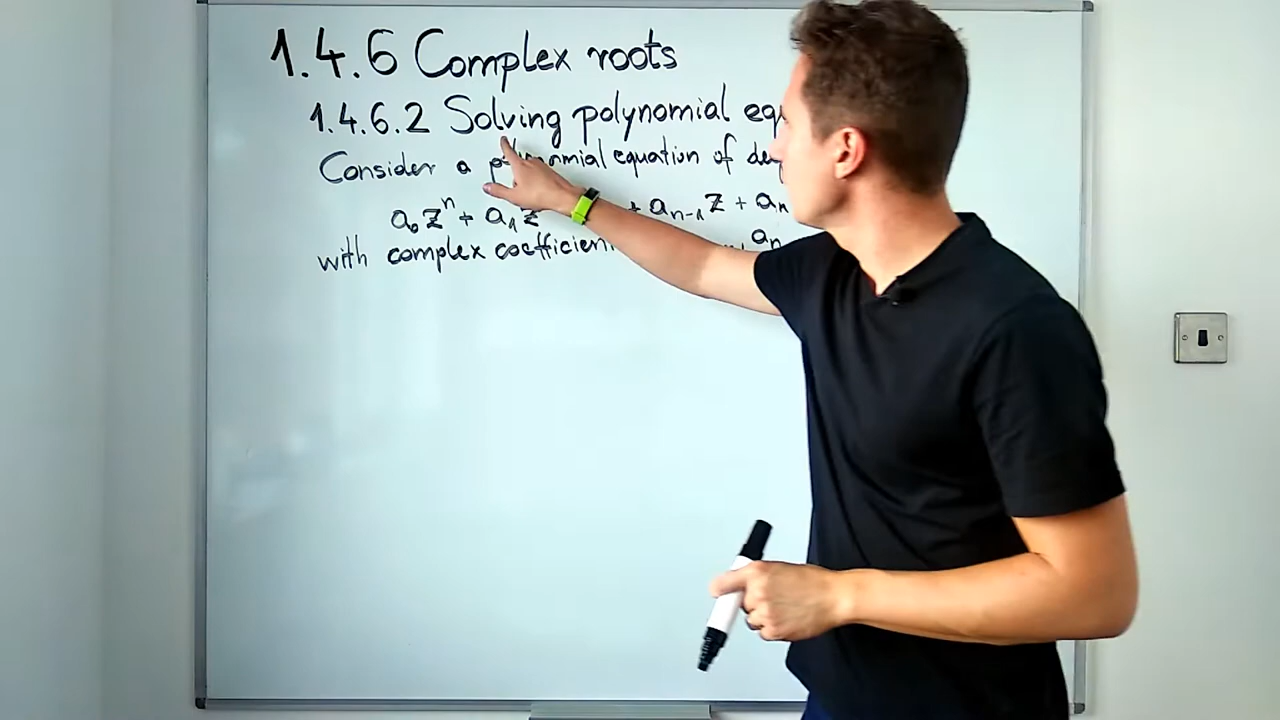 1.4.6 Complex roots
1.4.6.2 Solving polynomial
Consider a polynomial equation of
a₀zⁿ + a₁z + aₙ₋₁z + aₙ
with complex aₙ